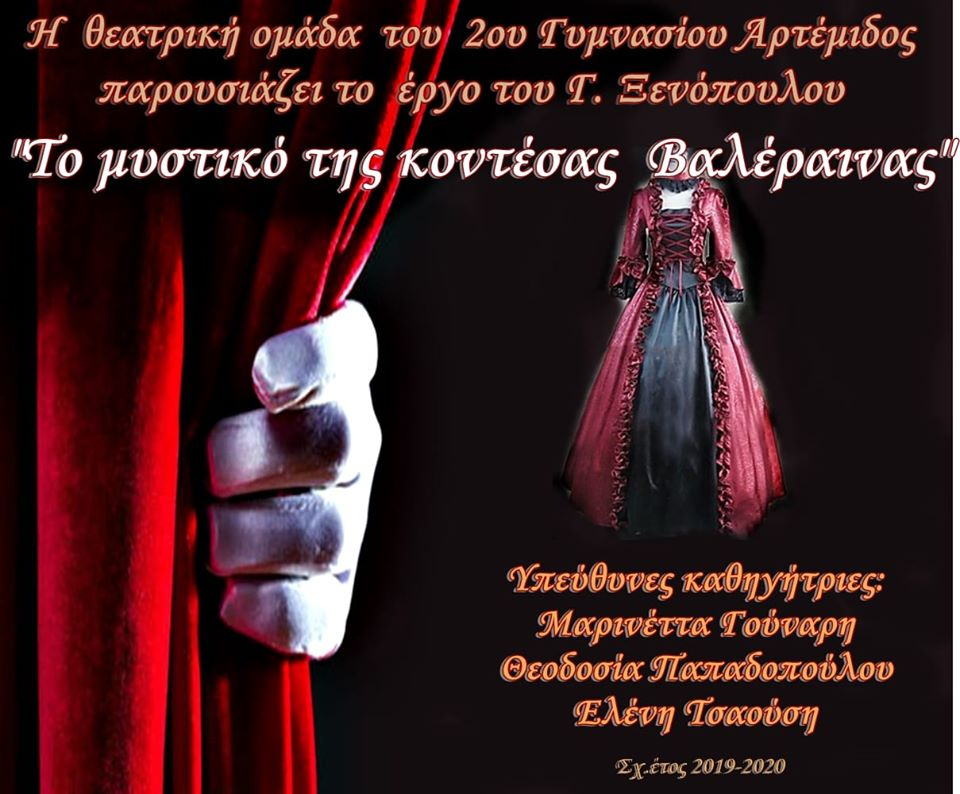 Η θεατρική ομάδα του 2ου Γυμνασίου Αρτέμιδος
παρουσιάζει το έργο του Γ. Ξενόπουλου
"Το μυστικό της κοντέσας Βαλέραινας"
Υπεύθυνες καθηγήτριες:
Μαρινέττα Γούναρη
Θεοδοσία Παπαδοπούλου
Ελένη Τσαούση
Σχ.έτος 2019-2020